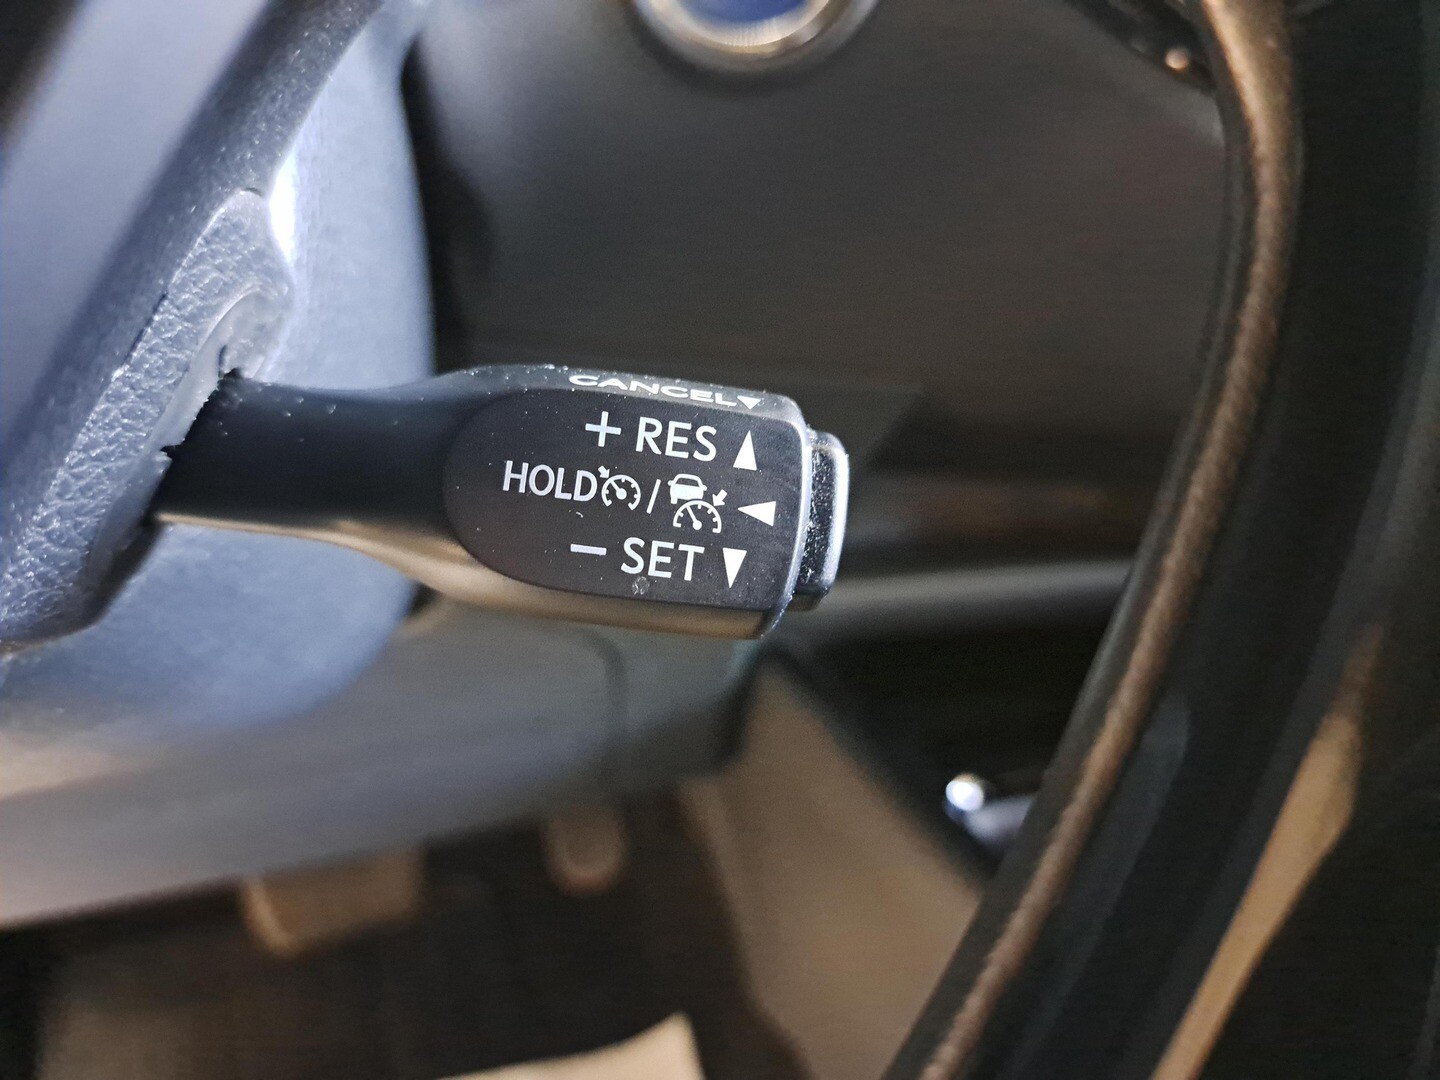 CANCEL▼
+ RES ▲
HOLD / ◀
– SET ▼